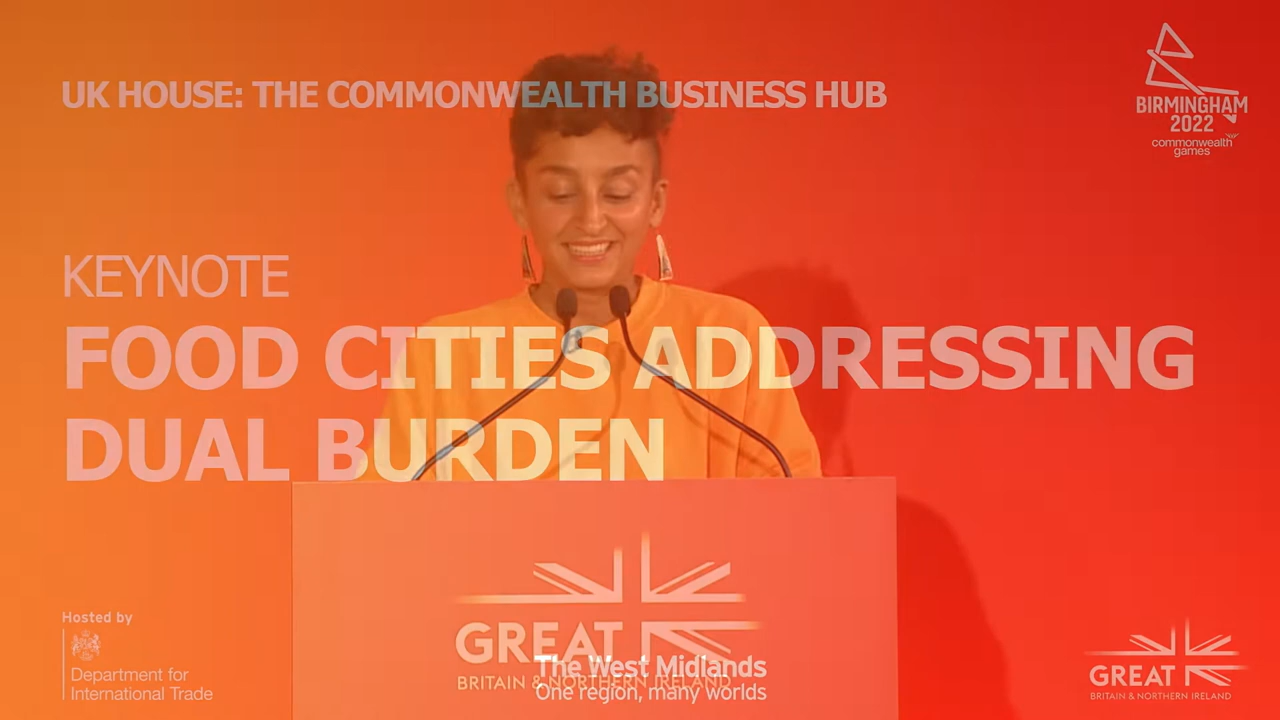 UK HOUSE: THE COMMONWEALTH BUSINESS HUB
BIRMINGHAM
2022
commonwealth
games
KEYNOTE
FOOD CITIES ADDRESSING
DUAL BURDEN
Hosted by
Department for
International Trade
GREAT
BRITAIN & NORTHERN IRELAND
The West Midlands
One region, many worlds
GREAT
BRITAIN & NORTHERN IRELAND